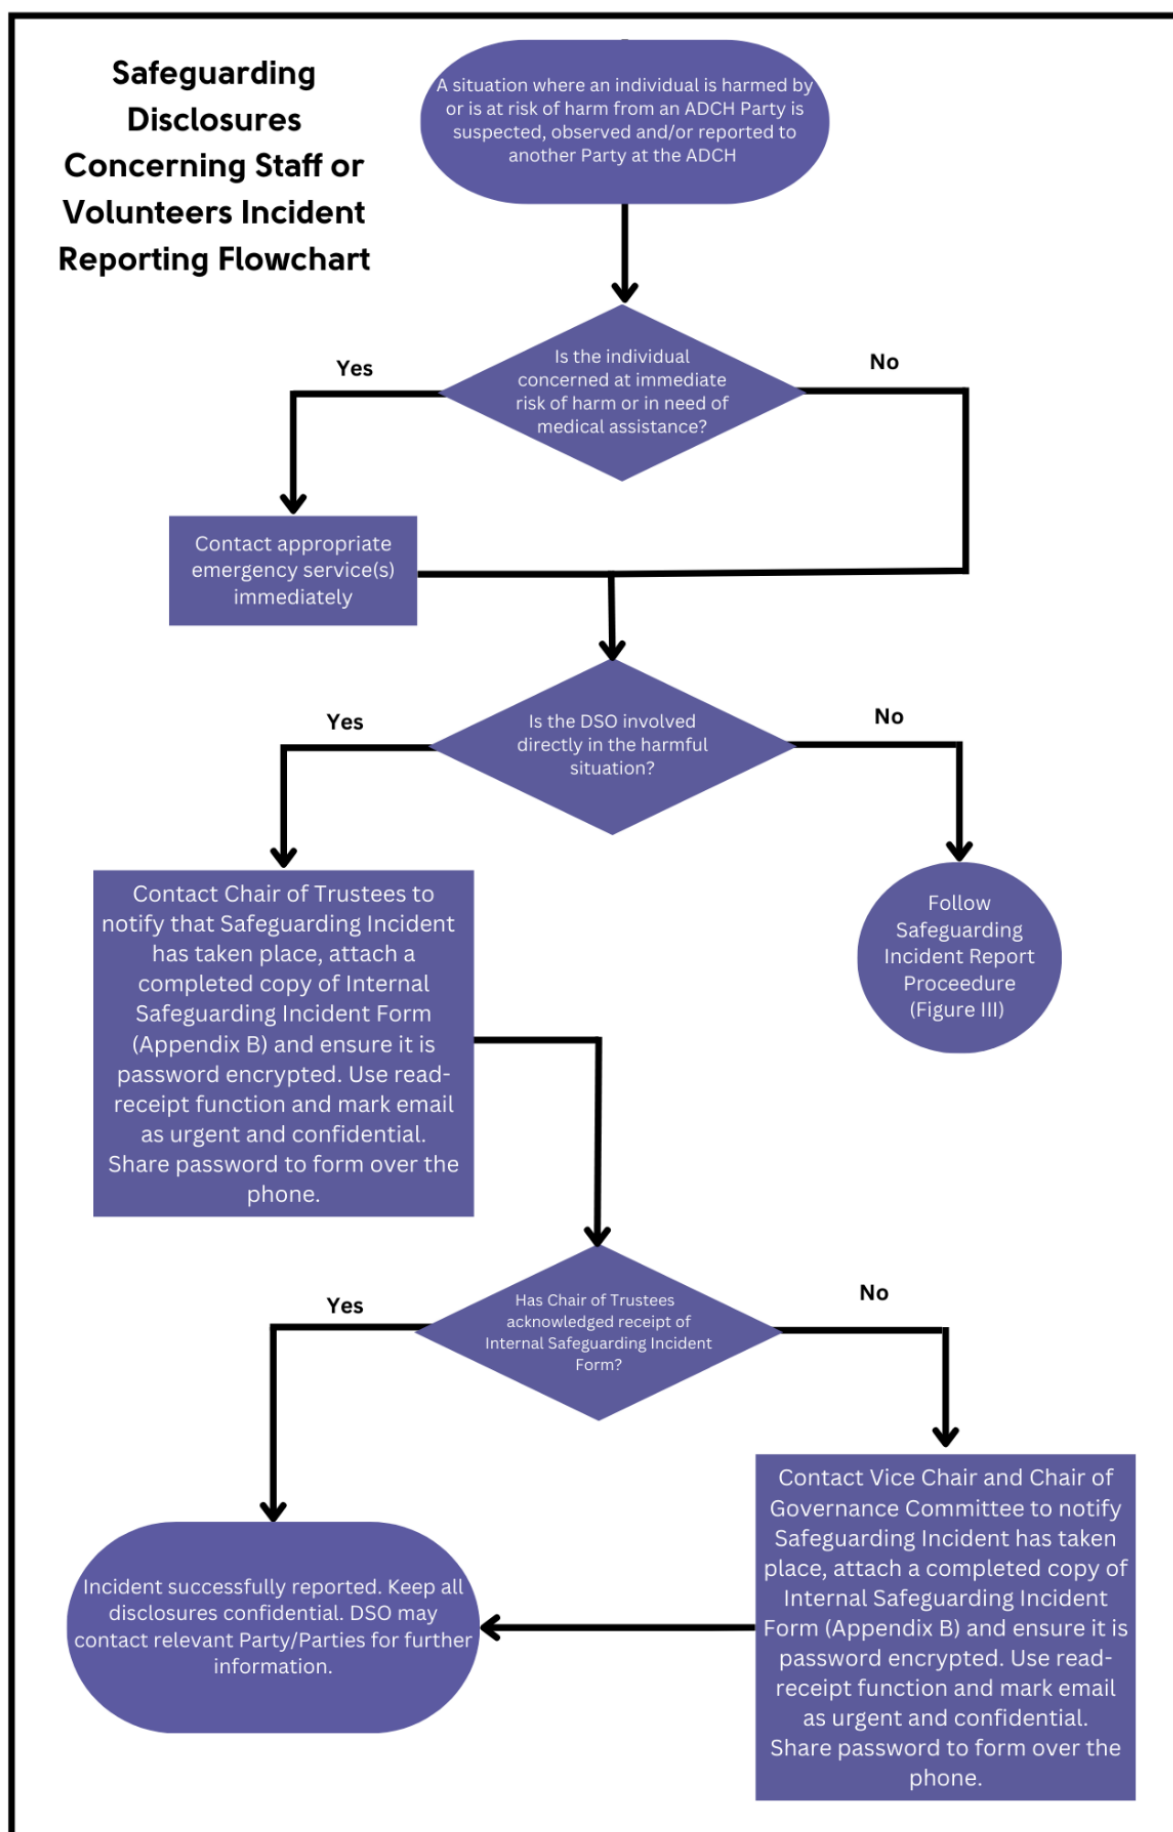 Safeguarding
Disclosures
Concerning Staff or
Volunteers Incident
Reporting Flowchart
A situation where an individual is harmed by
or is at risk of harm from an ADCH Party is
suspected, observed and/or reported to
another Party at the ADCH
Is the individual
concerned at immediate
risk of harm or in need of
medical assistance?
Yes
No
Contact appropriate
emergency service(s)
immediately
Is the DSO involved
directly in the harmful
situation?
Yes
No
Contact Chair of Trustees to
notify that Safeguarding Incident
has taken place, attach a
completed copy of Internal
Safeguarding Incident Form
(Appendix B) and ensure it is
password encrypted. Use read-
receipt function and mark email
as urgent and confidential.
Share password to form over the
phone.
Follow
Safeguarding
Incident Report
Proceedure
(Figure III)
Has Chair of Trustees
acknowledged receipt of
Internal Safeguarding Incident
Form?
Yes
No
Incident successfully reported. Keep all
disclosures confidential. DSO may
contact relevant Party/Parties for further
information.
Contact Vice Chair and Chair of
Governance Committee to notify
Safeguarding Incident has taken
place, attach a completed copy of
Internal Safeguarding Incident
Form (Appendix B) and ensure it is
password encrypted. Use read-
receipt function and mark email
as urgent and confidential.
Share password to form over the
phone.